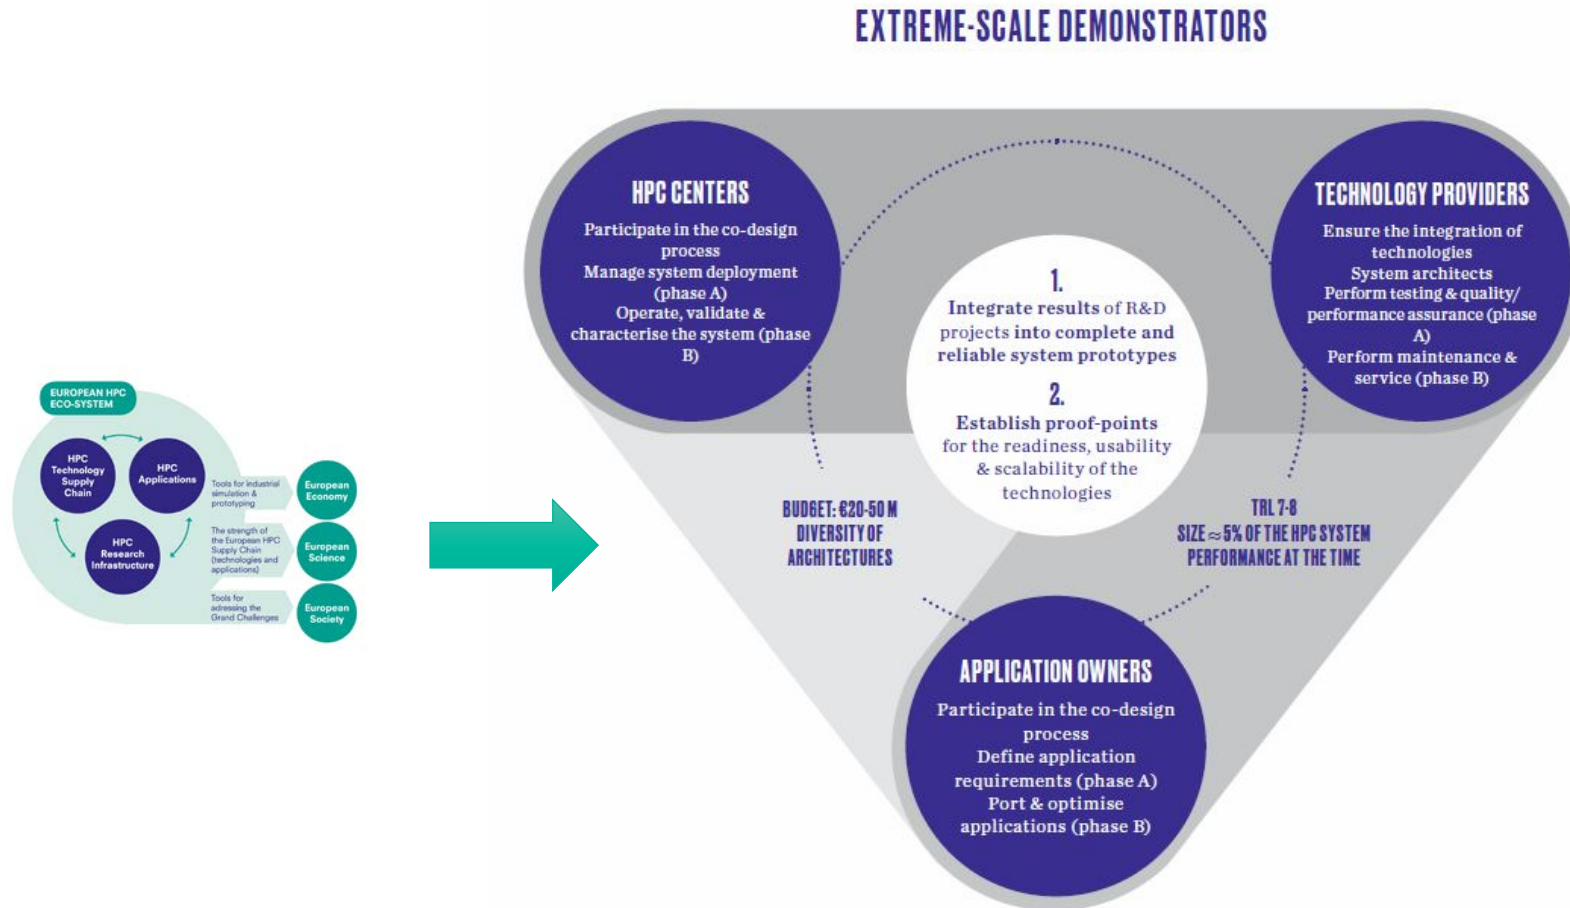 EXTREME-SCALE DEMONSTRATORS
HPC CENTERS
Participate in the co-design
process
Manage system deployment
(phase A)
Operate, validate &
characterise the system (phase
B)
TECHNOLOGY PROVIDERS
Ensure the integration of
technologies
System architects
Perform testing & quality/
performance assurance (phase
A)
Perform maintenance &
service (phase B)
1.
Integrate results of R&D
projects into complete and
reliable system prototypes
2.
Establish proof-points
for the readiness, usability
& scalability of the
technologies
BUDGET: €20-50 M
DIVERSITY OF
ARCHITECTURES
TRL 7-8
SIZE ≈ 5% OF THE HPC SYSTEM
PERFORMANCE AT THE TIME
APPLICATION OWNERS
Participate in the co-design
process
Define application
requirements (phase A)
Port & optimise
applications (phase B)
EUROPEAN HPC
ECO-SYSTEM
HPC
Technology
Supply
Chain
HPC
Applications
HPC
Research
Infrastructure
Tools for industrial
simulation &
prototyping
European
Economy
The strength of
the European HPC
Supply Chain
(technologies and
applications)
European
Science
Tools for
adressing the
Grand Challenges
European
Society